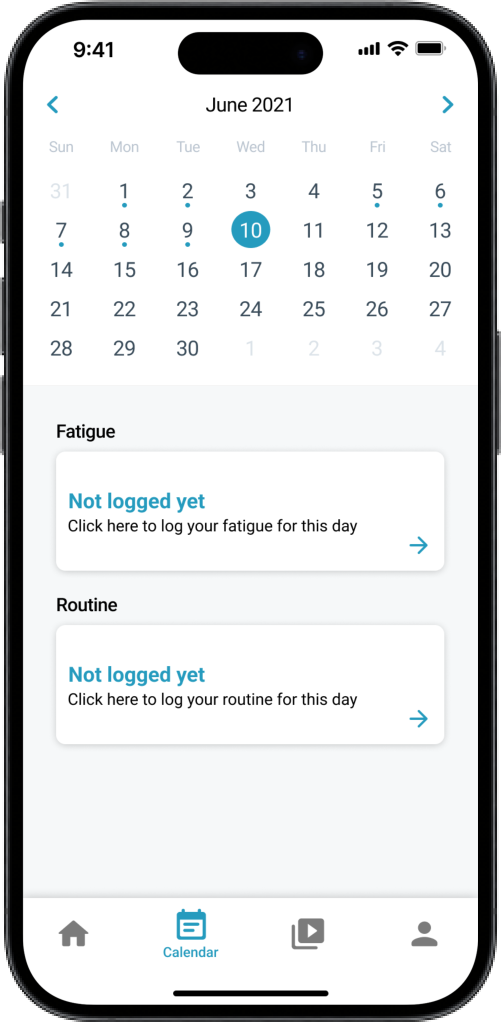 9:41
June 2021
Sun Mon Tue Wed Thu Fri Sat
31 1 2 3 4 5 6
7 8 9 10 11 12 13
14 15 16 17 18 19 20
21 22 23 24 25 26 27
28 29 30 1 2 3 4
Fatigue
Not logged yet
Click here to log your fatigue for this day
Routine
Not logged yet
Click here to log your routine for this day
Calendar